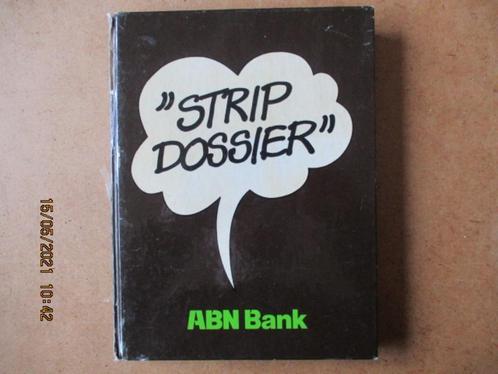 "STRIP
DOSSIER"
ABN Bank
15/05/2021 10:42